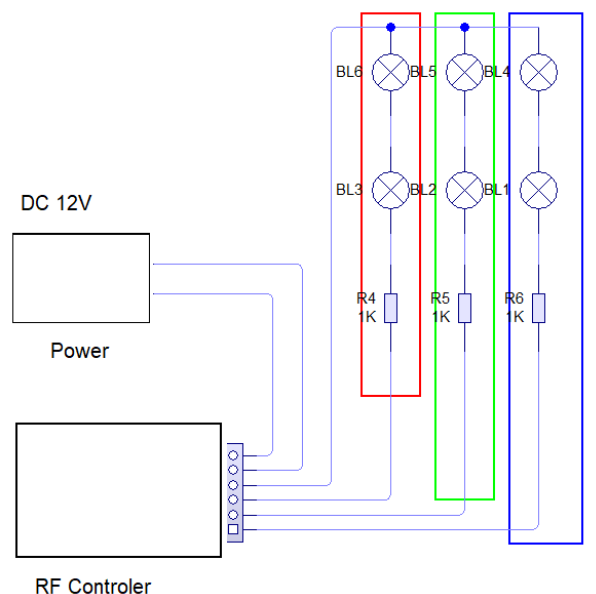 BL6
BL5
BL4
BL3
BL2
BL1
DC 12V
R4
1K
R5
1K
R6
1K
Power
RF Controler